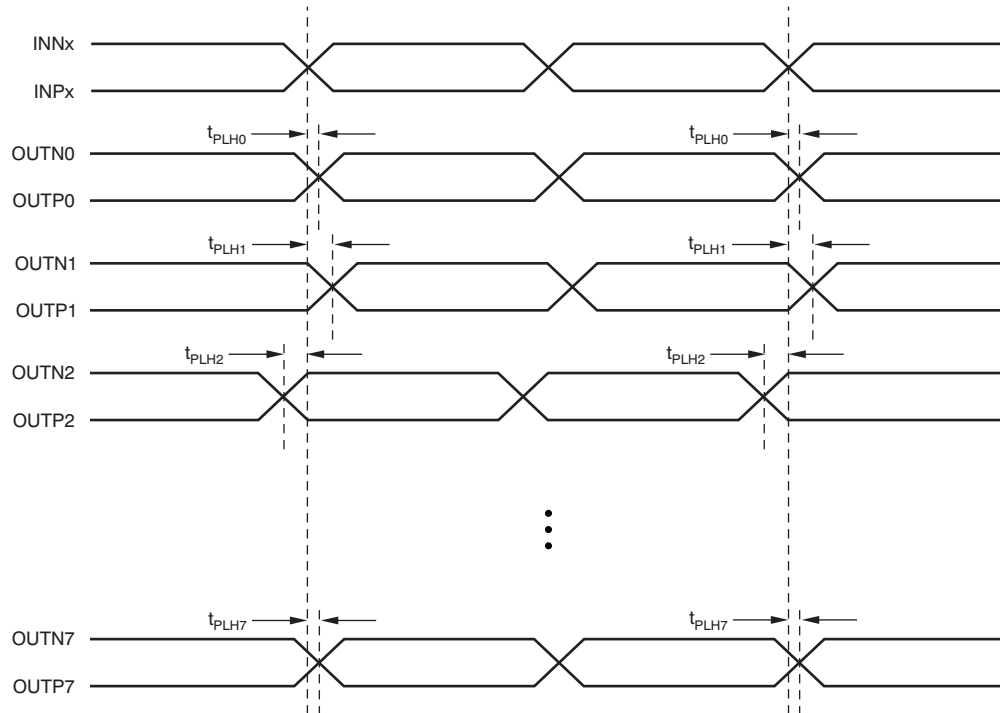 INNx
INPx
tPLH0 tPLH0
OUTN0
OUTP0
tPLH1 tPLH1
OUTN1
OUTP1
tPLH2 tPLH2
OUTN2
OUTP2
tPLH7 tPLH7
OUTN7
OUTP7